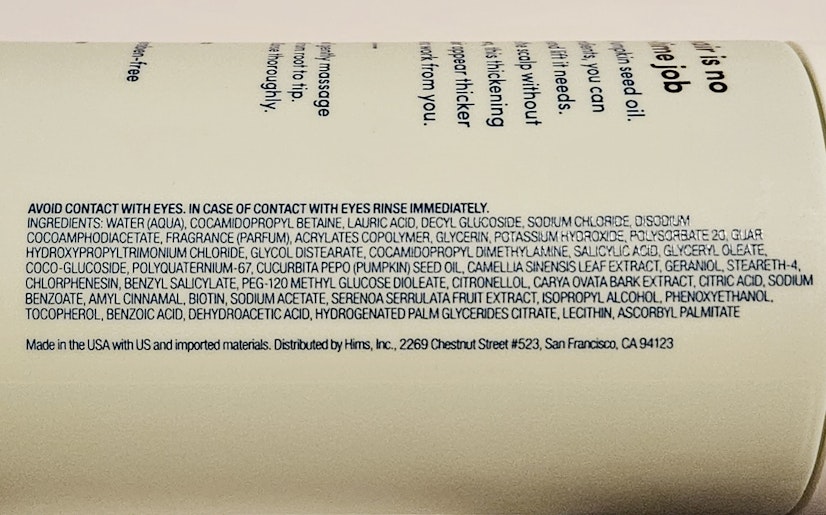 ir is no
me job
pkin seed oil.
ents, you can
nd lift it needs.
e scalp without
s, this thickening
r appear thicker
work from you.
gently massage
m root to tip.
se thoroughly.
-free
AVOID CONTACT WITH EYES. IN CASE OF CONTACT WITH EYES RINSE IMMEDIATELY.
INGREDIENTS: WATER (AQUA), COCAMIDOPROPYL BETAINE, LAURIC ACID, DECYL GLUCOSIDE, SODIUM CHLORIDE, DISODIUM
COCOAMPHODIACETATE, FRAGRANCE (PARFUM), ACRYLATES COPOLYMER, GLYCERIN, POTASSIUM HYDROXIDE, POLYSORBATE 20, GUAR
HYDROXYPROPYLTRIMONIUM CHLORIDE, GLYCOL DISTEARATE, COCAMIDOPROPYL DIMETHYLAMINE, SALICYLIC ACID, GLYCERYL OLEATE,
COCO-GLUCOSIDE, POLYQUATERNIUM-67, CUCURBITA PEPO (PUMPKIN) SEED OIL, CAMELLIA SINENSIS LEAF EXTRACT, GERANIOL, STEARETH-4,
CHLORPHENESIN, BENZYL SALICYLATE, PEG-120 METHYL GLUCOSE DIOLEATE, CITRONELLOL, CARYA OVATA BARK EXTRACT, CITRIC ACID, SODIUM
BENZOATE, AMYL CINNAMAL, BIOTIN, SODIUM ACETATE, SERENOA SERRULATA FRUIT EXTRACT, ISOPROPYL ALCOHOL, PHENOXYETHANOL,
TOCOPHEROL, BENZOIC ACID, DEHYDROACETIC ACID, HYDROGENATED PALM GLYCERIDES CITRATE, LECITHIN, ASCORBYL PALMITATE
Made in the USA with US and imported materials. Distributed by Hims, Inc., 2269 Chestnut Street #523, San Francisco, CA 94123